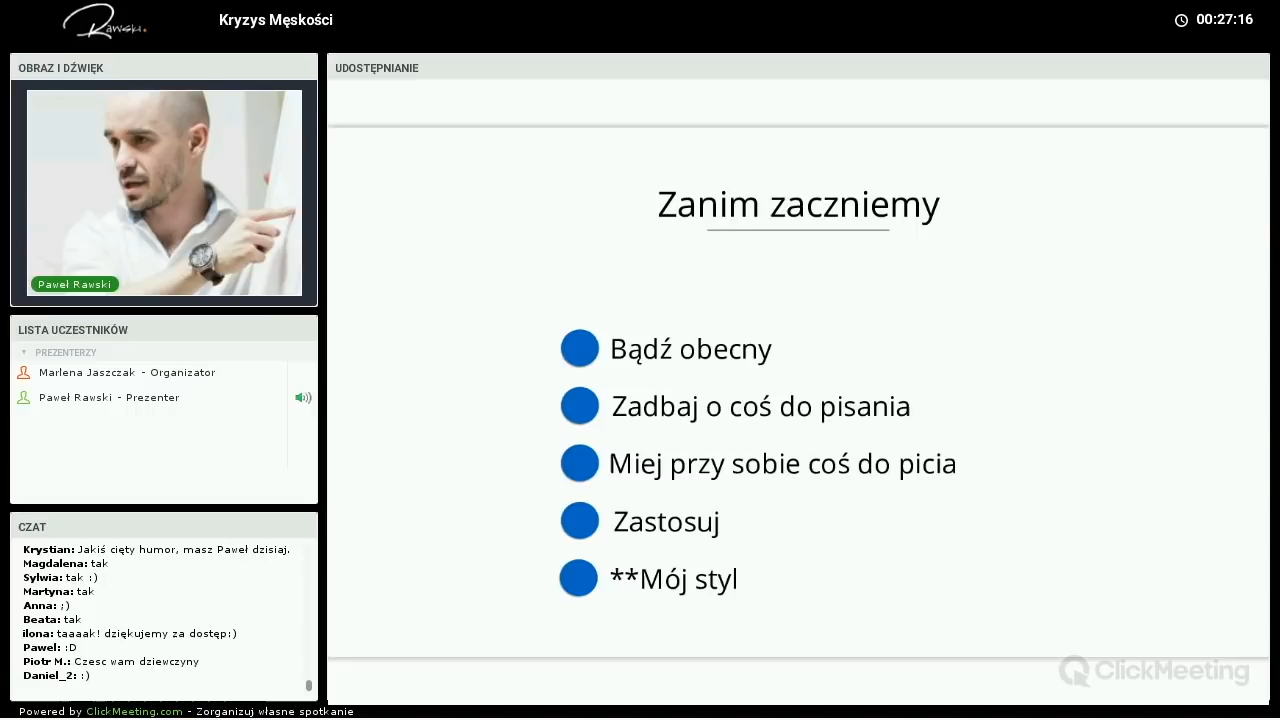 Rawski.
Kryzys Męskości
00:27:16
OBRAZ I DŹWIĘK
Paweł Rawski
LISTA UCZESTNIKÓW
PREZENTERZY
Marlena Jaszczak - Organizator
Paweł Rawski - Prezenter
CZAT
Krystian: Jakiś cięty humor, masz Paweł dzisiaj.
Magdalena: tak
Sylwia: tak :)
Martyna: tak
Anna: ;)
Beata: tak
ilona: taaaak! dziękujemy za dostęp:)
Pawel: :D
Piotr M.: Czesc wam dziewczyny
Daniel_2: :)
Powered by ClickMeeting.com - Zorganizuj własne spotkanie
UDOSTĘPNIANIE
Zanim zaczniemy
Bądź obecny
Zadbaj o coś do pisania
Miej przy sobie coś do picia
Zastosuj
**Mój styl
ClickMeeting